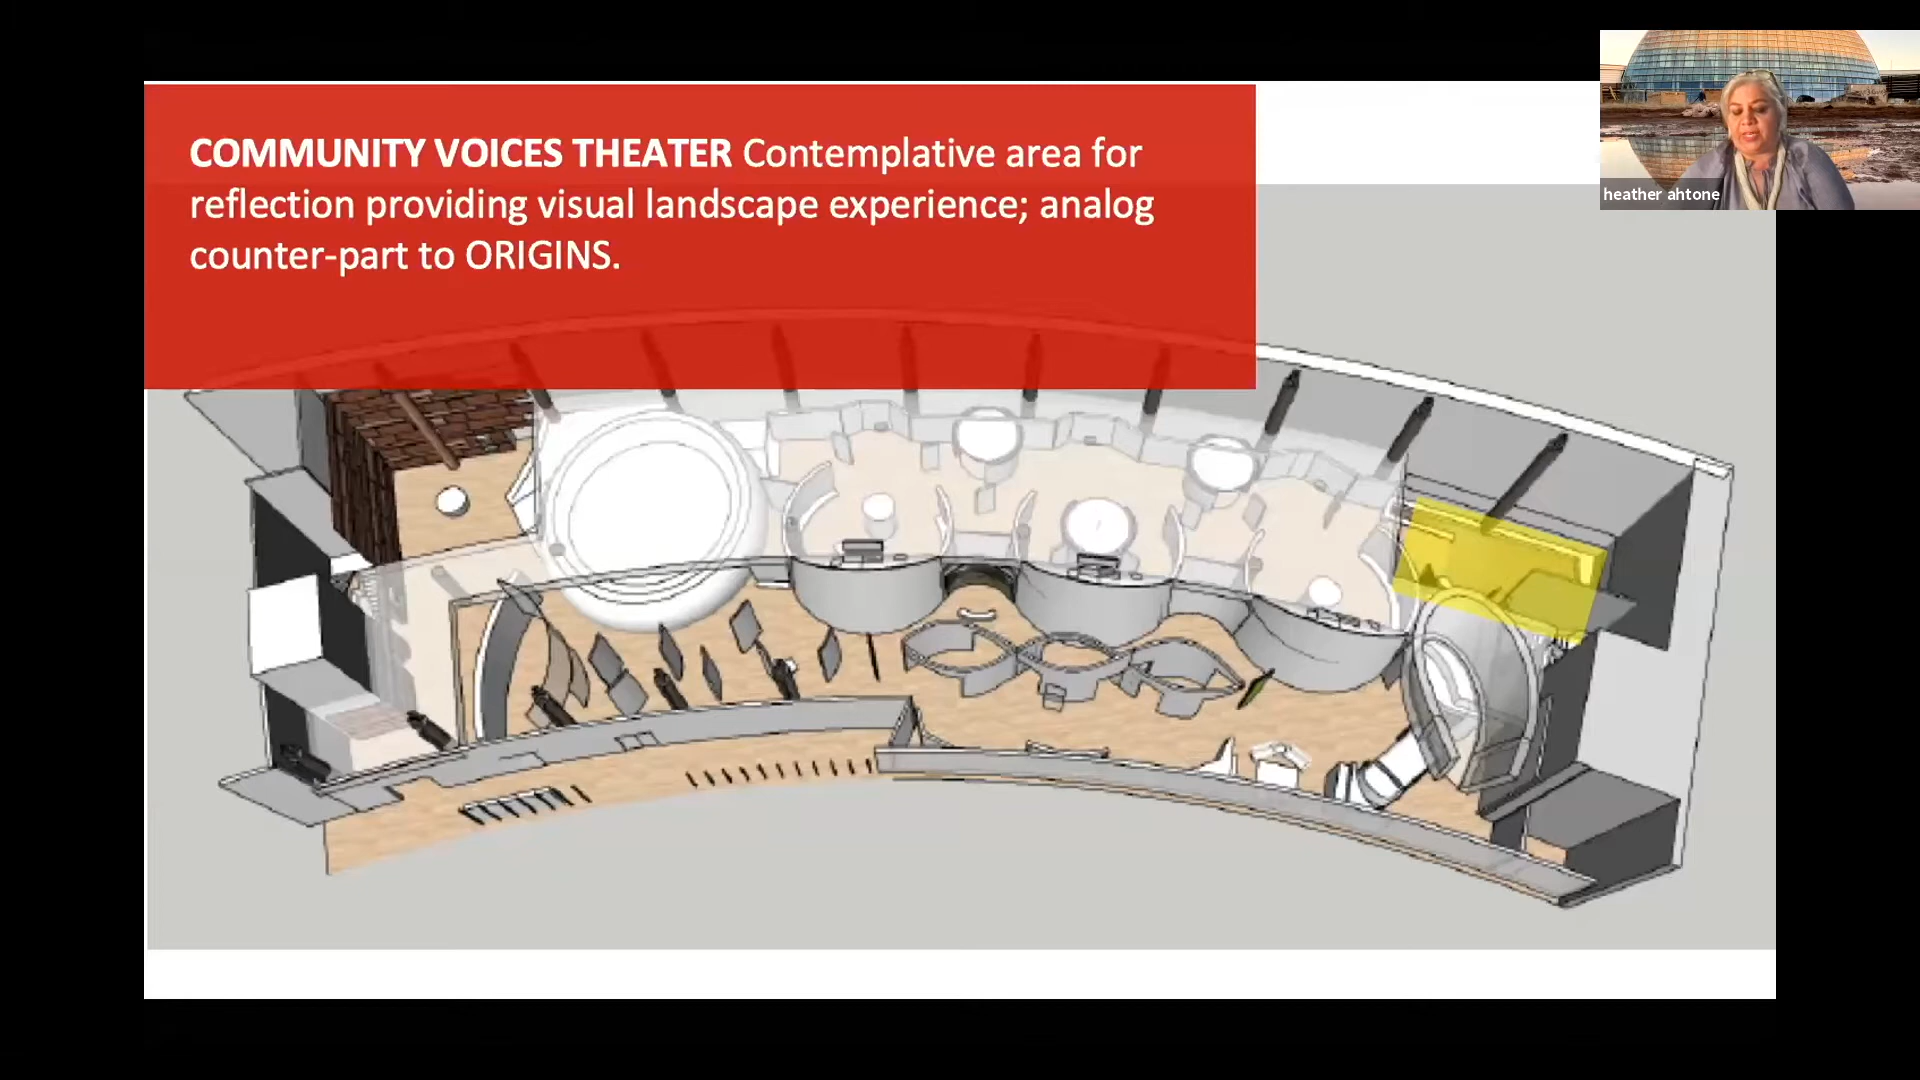 COMMUNITY VOICES THEATER Contemplative area for
reflection providing visual landscape experience; analog
counter-part to ORIGINS.
heather ahtone